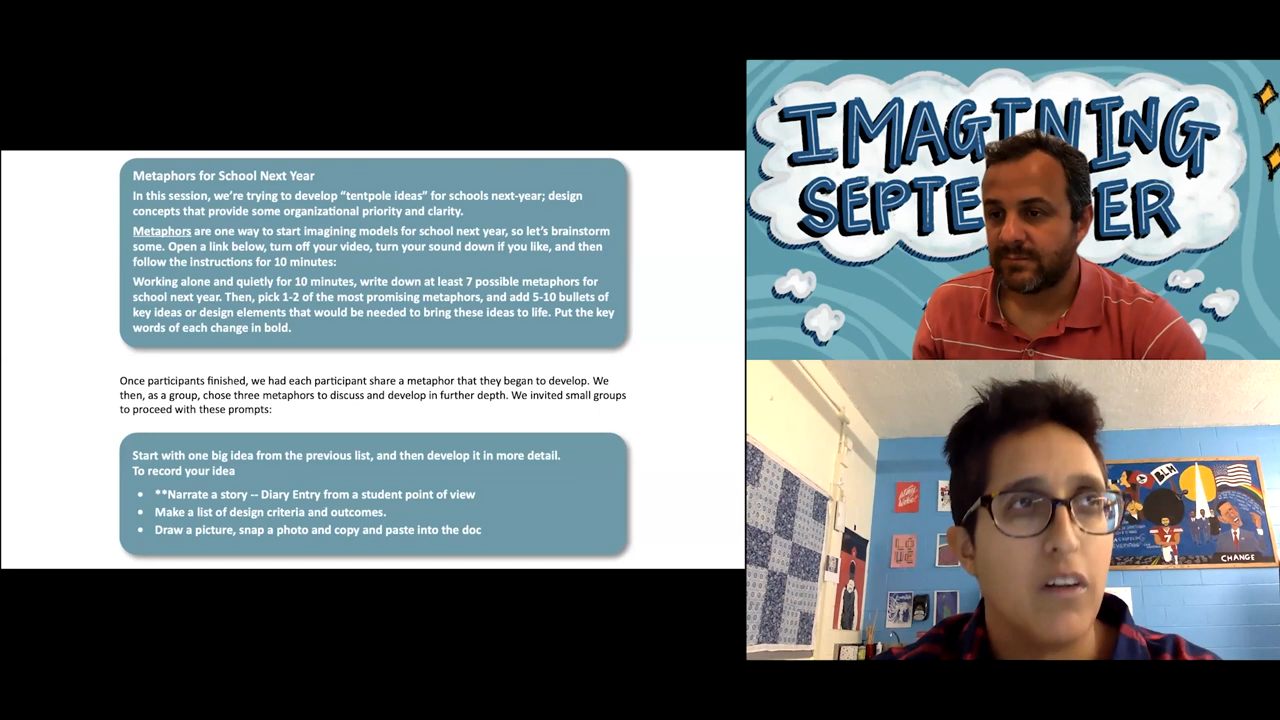 Metaphors for School Next Year
In this session, we're trying to develop "tentpole ideas" for schools next-year; design
concepts that provide some organizational priority and clarity.
Metaphors are one way to start imagining models for school next year, so let's brainstorm
some. Open a link below, turn off your video, turn your sound down if you like, and then
follow the instructions for 10 minutes:
Working alone and quietly for 10 minutes, write down at least 7 possible metaphors for
school next year. Then, pick 1-2 of the most promising metaphors, and add 5-10 bullets of
key ideas or design elements that would be needed to bring these ideas to life. Put the key
words of each change in bold.
Once participants finished, we had each participant share a metaphor that they began to develop. We
then, as a group, chose three metaphors to discuss and develop in further depth. We invited small groups
to proceed with these prompts:
Start with one big idea from the previous list, and then develop it in more detail.
To record your idea
• **Narrate a story -- Diary Entry from a student point of view
• Make a list of design criteria and outcomes.
• Draw a picture, snap a photo and copy and paste into the doc
IMAGINING
SEPTE ER
BLM
7
CHANGE
LOVE